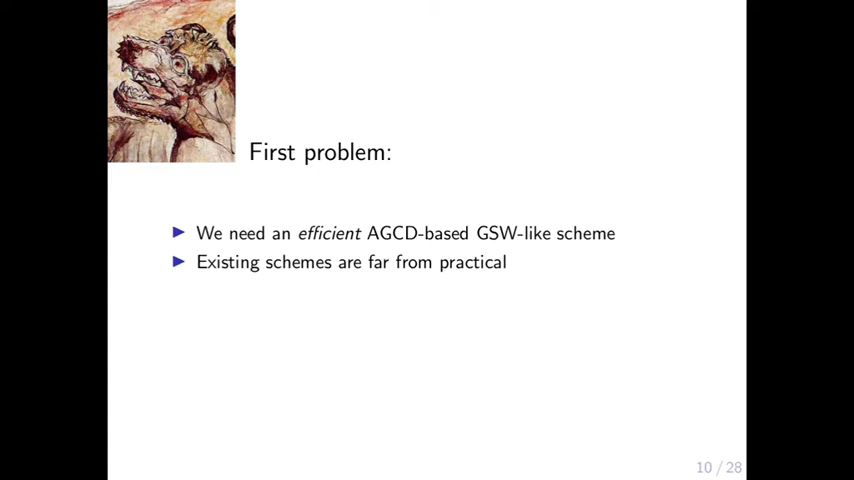 First problem:
We need an efficient AGCD-based GSW-like scheme
Existing schemes are far from practical
10 / 28